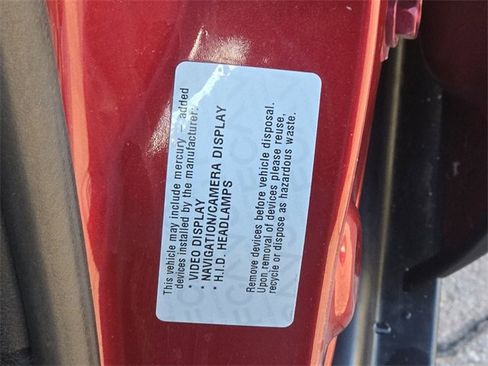 This vehicle may include mercury – added
devices installed by the manufacturer:
• VIDEO DISPLAY
• NAVIGATION/CAMERA DISPLAY
• H.I.D. HEADLAMPS
Remove devices before vehicle disposal.
Upon removal of devices please reuse,
recycle or dispose as hazardous waste.